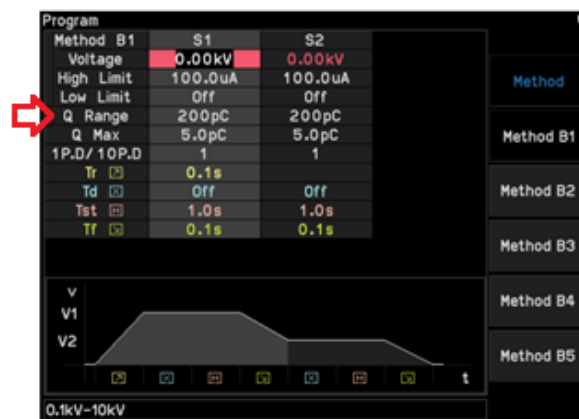 Program
Method B1 S1 S2
Voltage 0.00kV 0.00kV
High Limit 100.0uA 100.0uA
Low Limit Off Off
Q Range 200pC 200pC
Q Max 5.0pC 5.0pC
1P.D/10P.D 1 1
Tr 0.1s
Td Off Off
Tst 1.0s 1.0s
Tf 0.1s 0.1s
V
V1
V2
t
0.1kV-10kV
Method
Method B1
Method B2
Method B3
Method B4
Method B5